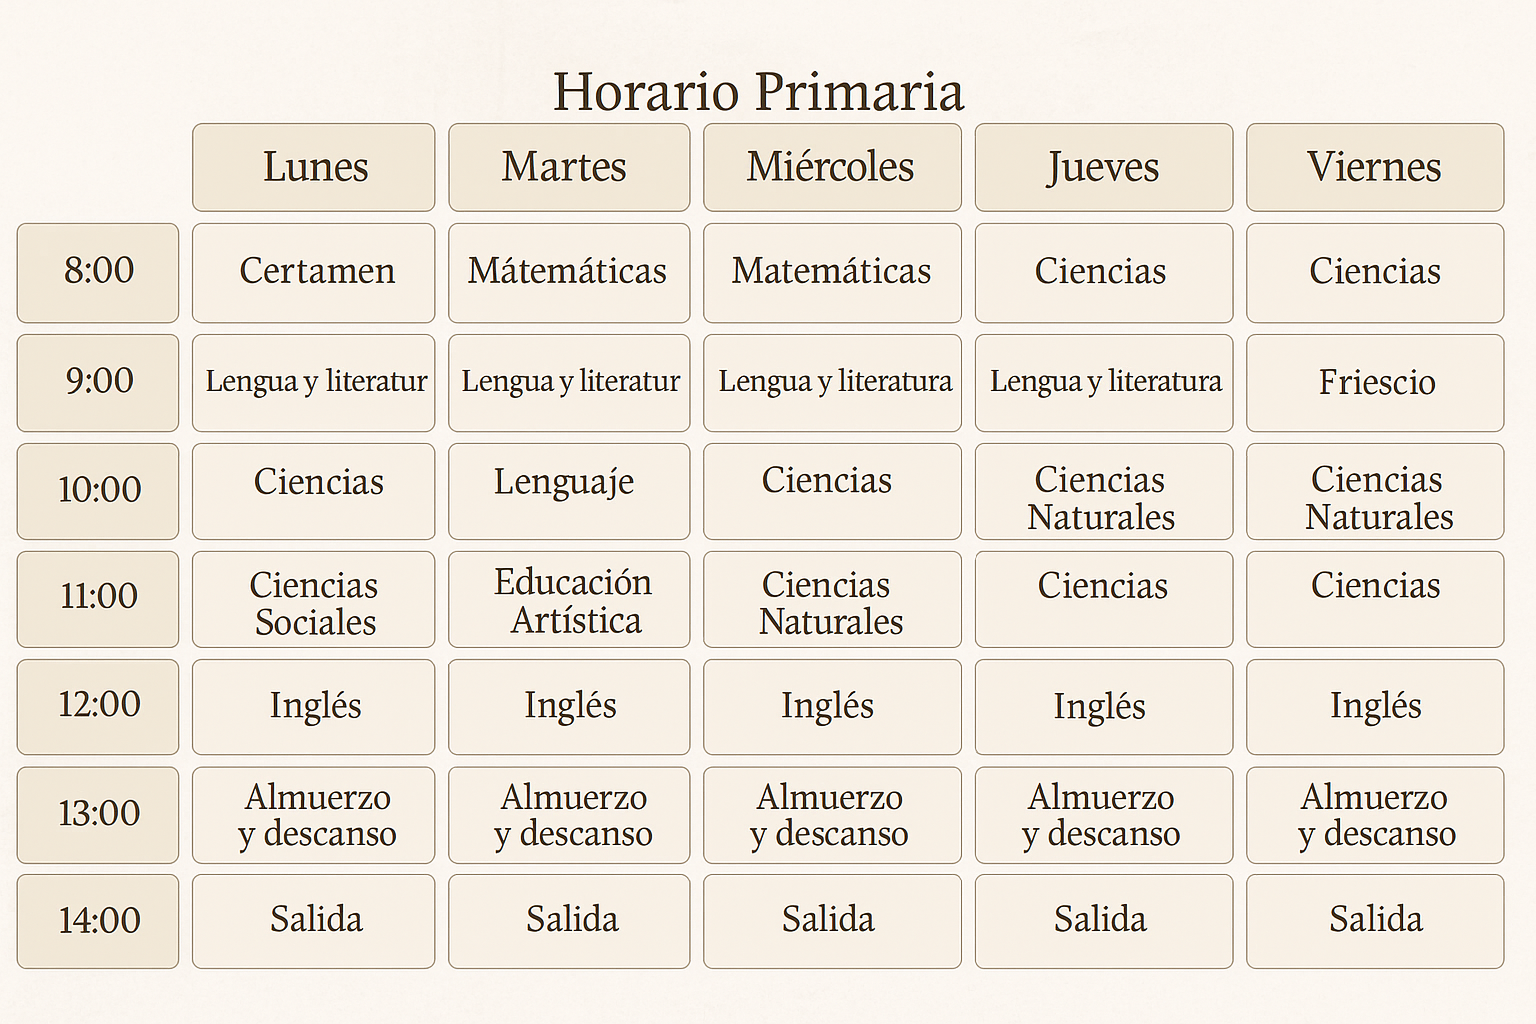 Horario Primaria
Lunes Martes Miércoles Jueves Viernes
8:00 Certamen Mátemáticas Matemáticas Ciencias Ciencias
9:00 Lengua y literatur Lengua y literatur Lengua y literatura Lengua y literatura Friescio
10:00 Ciencias Lenguaje Ciencias Ciencias Naturales Ciencias Naturales
11:00 Ciencias Sociales Educación Artística Ciencias Naturales Ciencias Ciencias
12:00 Inglés Inglés Inglés Inglés Inglés
13:00 Almuerzo y descanso Almuerzo y descanso Almuerzo y descanso Almuerzo y descanso Almuerzo y descanso
14:00 Salida Salida Salida Salida Salida